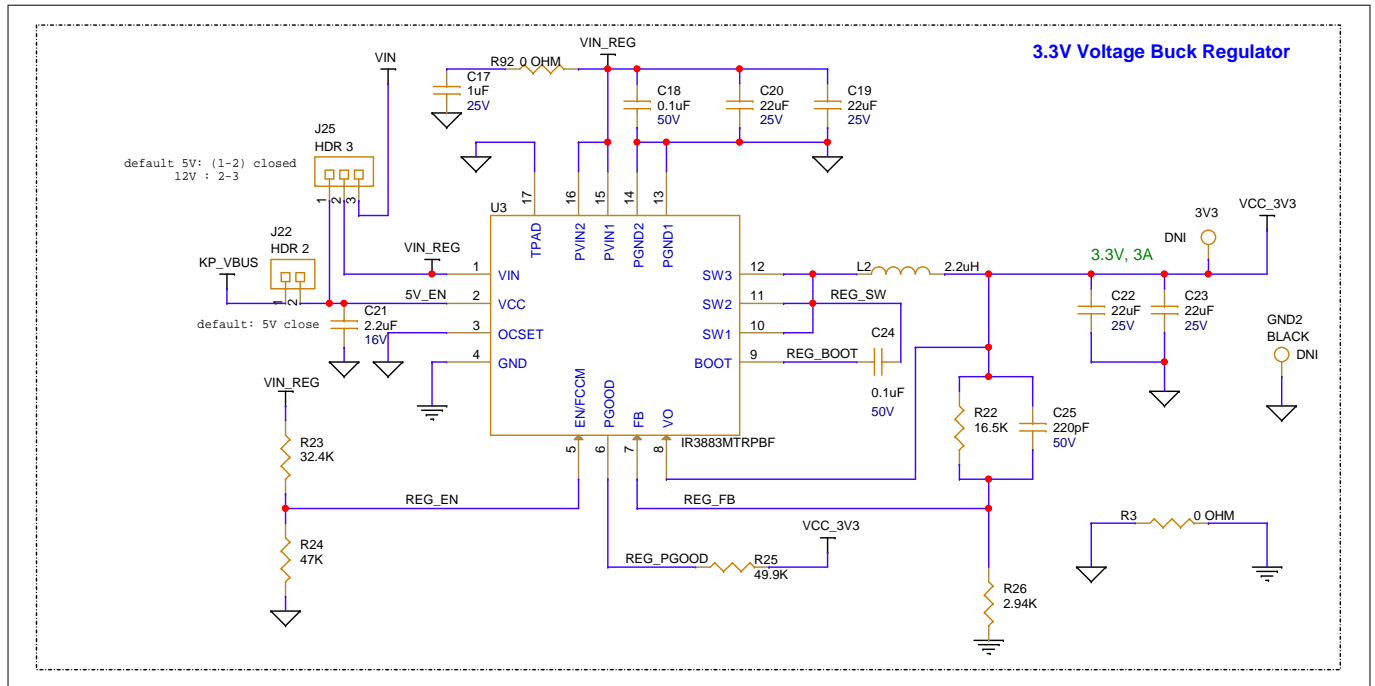 3.3V Voltage Buck Regulator
VIN_REG
VIN
R92 0 OHM
C17
1uF
25V
C18
0.1uF
50V
C20
22uF
25V
C19
22uF
25V
J25
HDR 3
default 5V: (1-2) closed
12V : 2-3
1
2
3
17
16
15
14
13
U3
TPAD
PVIN2
PVIN1
PGND2
PGND1
J22
HDR 2
KP_VBUS
1
2
default: 5V close
VIN_REG
1
VIN
5V_EN
2
VCC
3
OCSET
4
GND
C21
2.2uF
16V
SW3
12
SW2
11
SW1
10
BOOT
9
L2
2.2uH
REG_SW
REG_BOOT
C24
0.1uF
50V
3.3V, 3A
3V3
DNI
VCC_3V3
C22
22uF
25V
C23
22uF
25V
GND2
BLACK
DNI
EN/FCCM
PGOOD
FB
VO
IR3883MTRPBF
5
6
7
8
VIN_REG
R23
32.4K
REG_EN
R24
47K
REG_FB
R22
16.5K
C25
220pF
50V
REG_PGOOD
R25
49.9K
VCC_3V3
R26
2.94K
R3
0 OHM